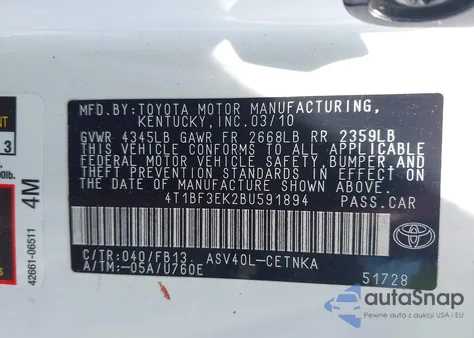 MFD.BY:TOYOTA MOTOR MANUFACTURING,
KENTUCKY, INC.03/10
GVWR 4345LB GAWR FR 2668LB RR 2359LB
THIS VEHICLE CONFORMS TO ALL APPLICABLE
FEDERAL MOTOR VEHICLE SAFETY, BUMPER, AND
THEFT PREVENTION STANDARDS IN EFFECT ON
THE DATE OF MANUFACTURE SHOWN ABOVE.
4T1BF3EK2BU591894 PASS.CAR
C/TR:040/FB13 ASV40L-CETNKA
A/TM:-05A/U760E
TOYOTA
51728
3
4M
42661-06511
autoSnap
Pewne auta z aukcji USA i EU